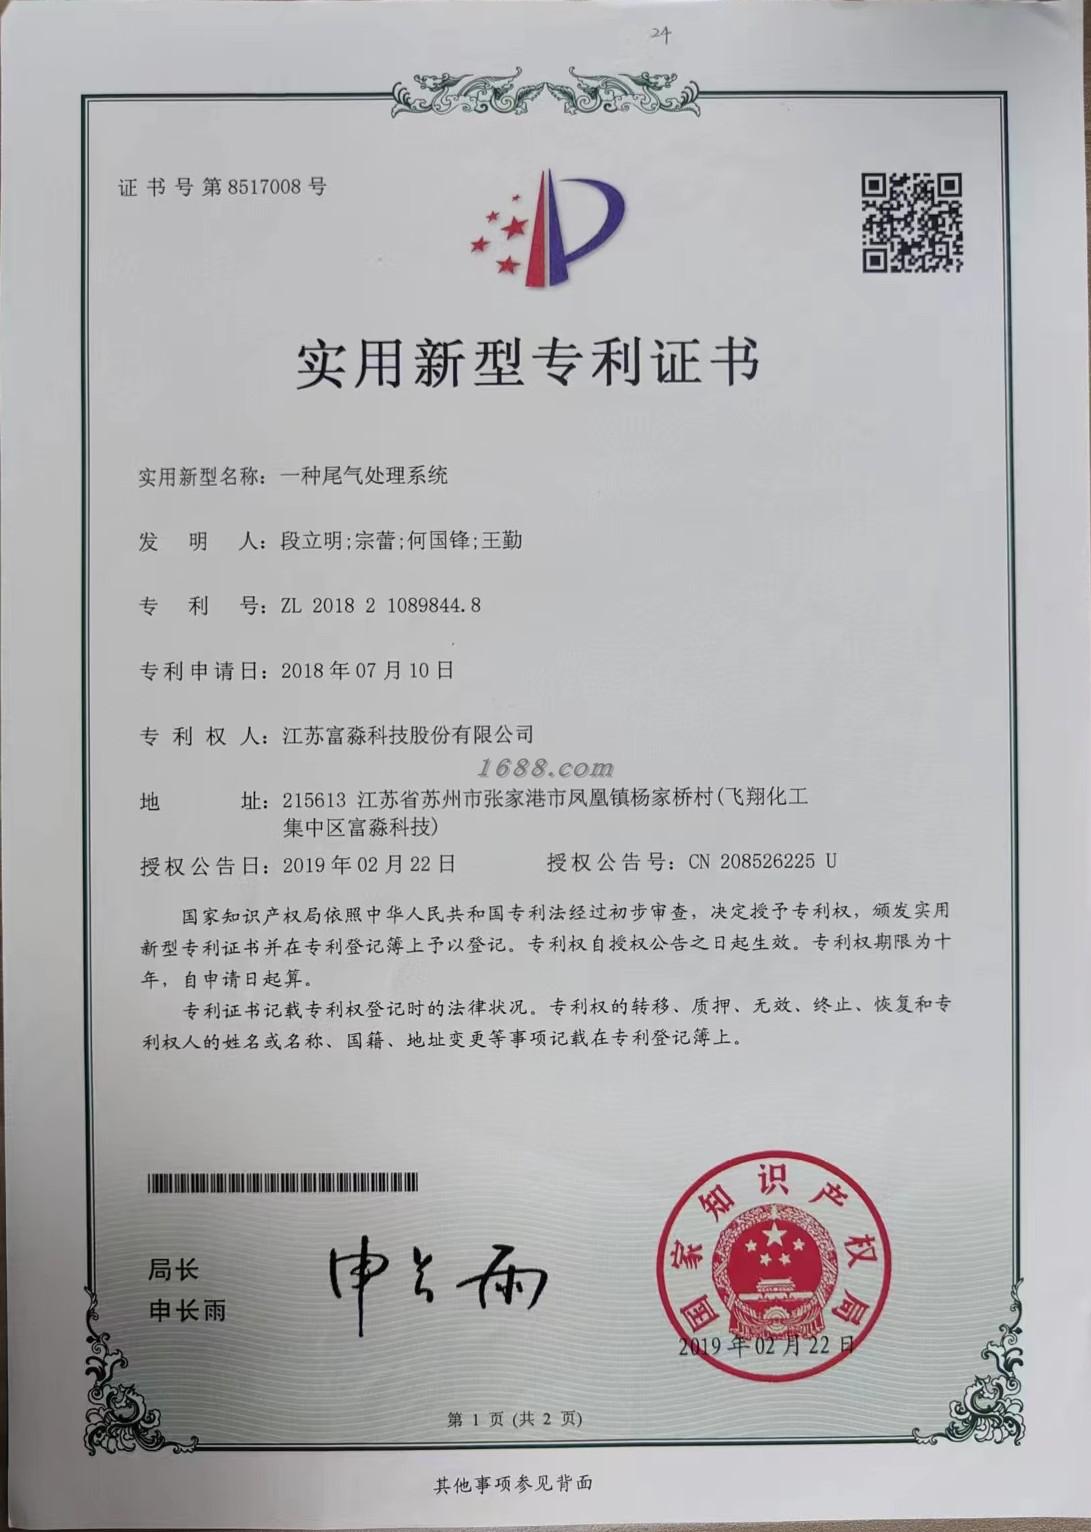 24
证书号第8517008号
实用新型专利证书
实用新型名称：一种尾气处理系统
发明人：段立明;宗蕾;何国锋;王勤
专利号：ZL 2018 2 1089844.8
专利申请日：2018年07月10日
专利权人：江苏富淼科技股份有限公司
1688.com
地址：215613 江苏省苏州市张家港市凤凰镇杨家桥村(飞翔化工
集中区富淼科技)
授权公告日：2019年02月22日 授权公告号：CN 208526225 U
国家知识产权局依照中华人民共和国专利法经过初步审查，决定授予专利权，颁发实用
新型专利证书并在专利登记簿上予以登记。专利权自授权公告之日起生效。专利权期限为十
年，自申请日起算。
专利证书记载专利权登记时的法律状况。专利权的转移、质押、无效、终止、恢复和专
利权人的姓名或名称、国籍、地址变更等事项记载在专利登记簿上。
局长
申长雨
申长雨
国家知识产权局
2019年02月22日
第 1 页 (共 2 页)
其他事项参见背面